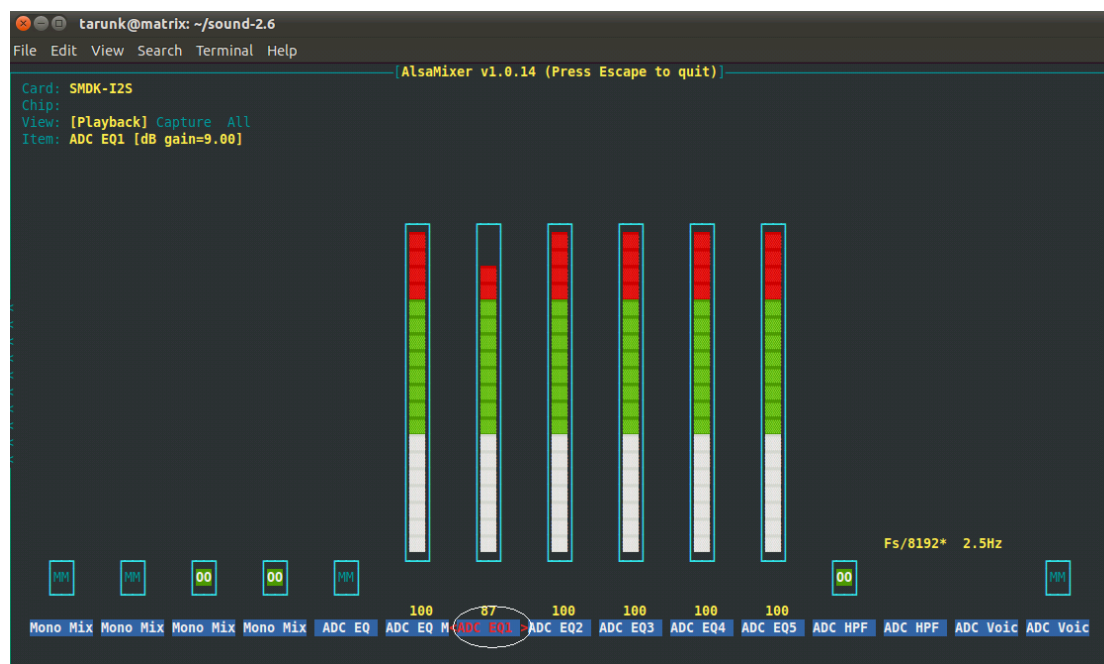 tarunk@matrix: ~/sound-2.6
File Edit View Search Terminal Help
[AlsaMixer v1.0.14 (Press Escape to quit)]
Card: SMDK-I2S
Chip:
View: [Playback] Capture All
Item: ADC EQ1 [dB gain=9.00]
Fs/8192* 2.5Hz
MM MM 00 00 MM 00 MM
100 87 100 100 100 100
Mono Mix Mono Mix Mono Mix Mono Mix ADC EQ ADC EQ M<ADC EQ1 >ADC EQ2 ADC EQ3 ADC EQ4 ADC EQ5 ADC HPF ADC HPF ADC Voic ADC Voic